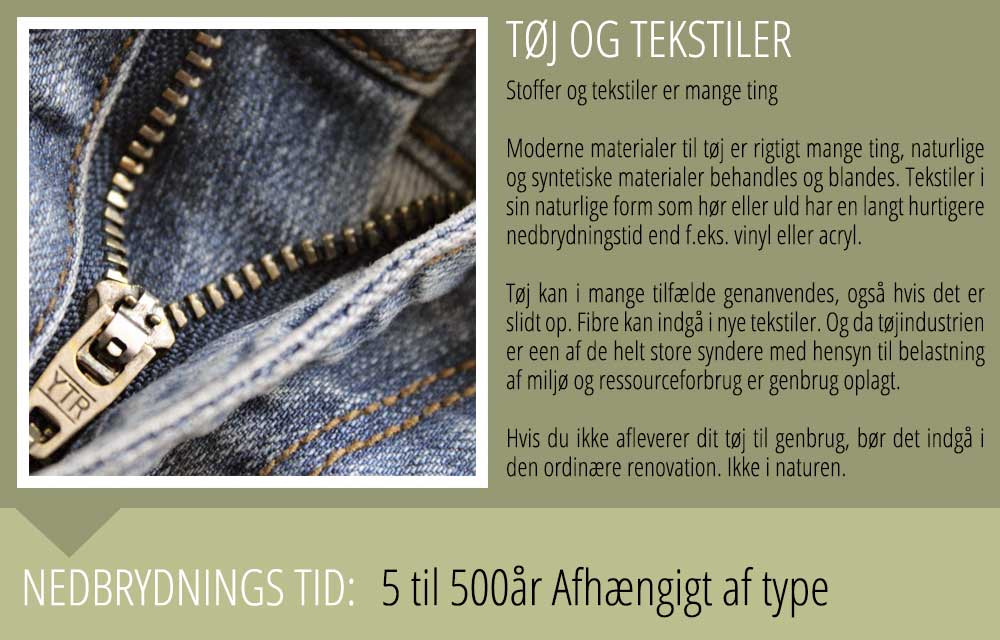 TØJ OG TEKSTILER
Stoffer og tekstiler er mange ting
Moderne materialer til tøj er rigtigt mange ting, naturlige
og syntetiske materialer behandles og blandes. Tekstiler i
sin naturlige form som hør eller uld har en langt hurtigere
nedbrydningstid end f.eks. vinyl eller acryl.
Tøj kan i mange tilfælde genanvendes, også hvis det er
slidt op. Fibre kan indgå i nye tekstiler. Og da tøjindustrien
er een af de helt store syndere med hensyn til belastning
af miljø og ressourceforbrug er genbrug oplagt.
Hvis du ikke afleverer dit tøj til genbrug, bør det indgå i
den ordinære renovation. Ikke i naturen.
YTR
NEDBRYDNINGS TID: 5 til 500år Afhængigt af type